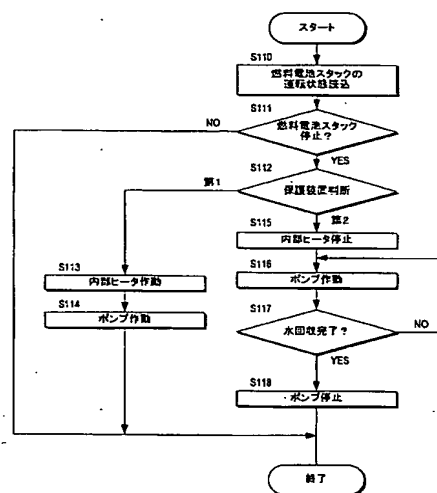 スタート
S110
燃料電池スタックの
運転状態読込
S111
NO
燃料電池スタック
停止?
YES
S112
第1
保護装置判断
第2
S115
内部ヒータ停止
S113
内部ヒータ作動
S116
ポンプ作動
S114
ポンプ作動
S117
水回収完了?
NO
YES
S118
ポンプ停止
終了